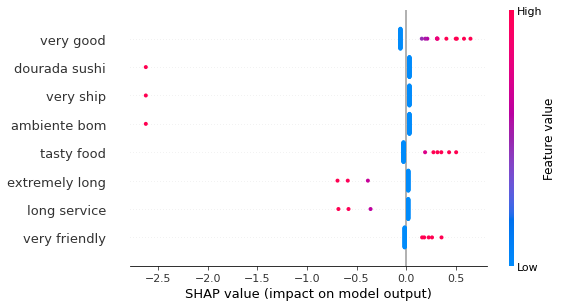 High
very good
dourada sushi
very ship
ambiente bom
tasty food
extremely long
long service
very friendly
Feature value
Low
−2.5 −2.0 −1.5 −1.0 −0.5 0.0 0.5
SHAP value (impact on model output)